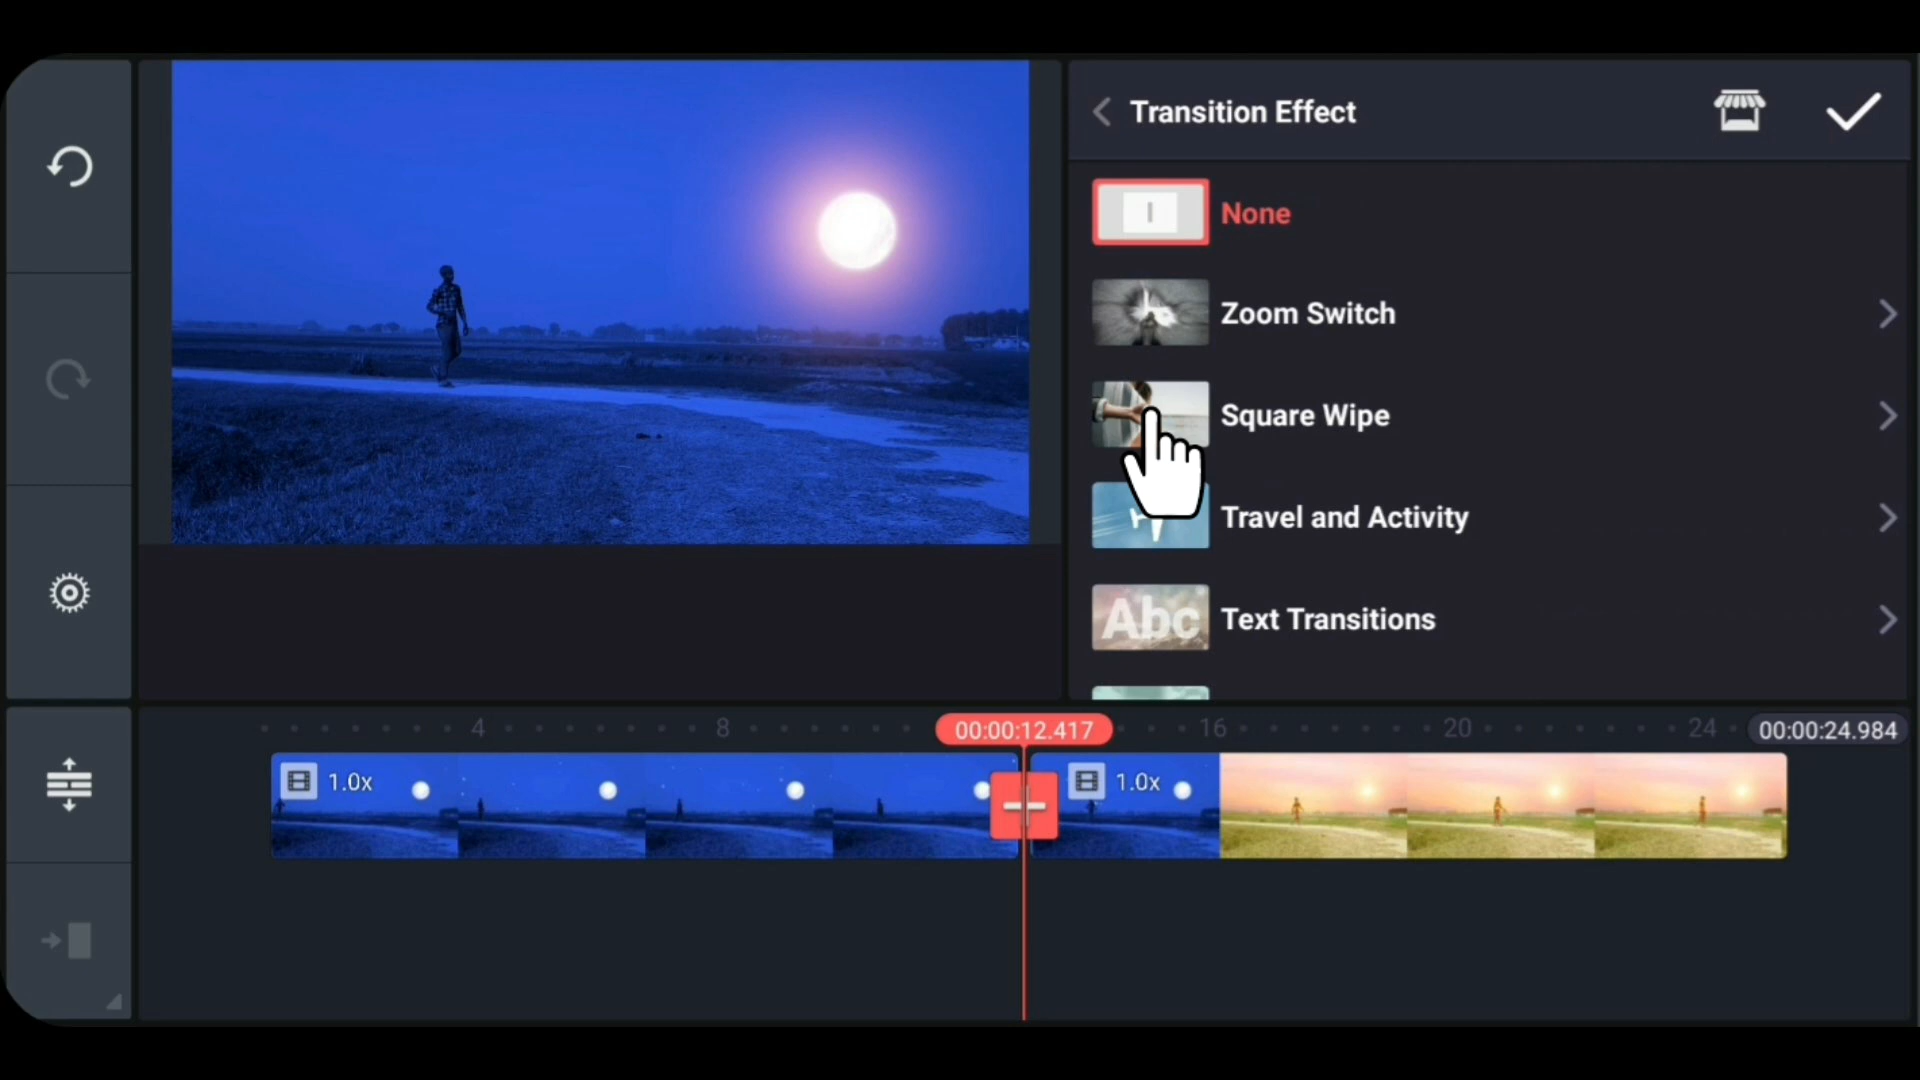 Transition Effect
None
Zoom Switch
Square Wipe
Travel and Activity
Abc
Text Transitions
4
8
00:00:12.417
16
20
24
00:00:24.984
1.0x
1.0x